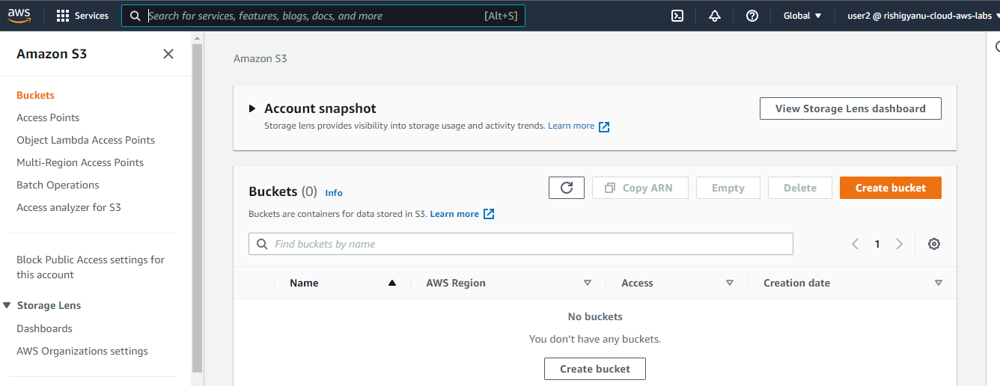 aws
Services
Search for services, features, blogs, docs, and more
[Alt+S]
Global
user2 @ rishigyanu-cloud-aws-labs
Amazon S3
Buckets
Access Points
Object Lambda Access Points
Multi-Region Access Points
Batch Operations
Access analyzer for S3
Block Public Access settings for
this account
Storage Lens
Dashboards
AWS Organizations settings
Amazon S3
Account snapshot
Storage lens provides visibility into storage usage and activity trends. Learn more
View Storage Lens dashboard
Buckets (0) Info
Copy ARN
Empty
Delete
Create bucket
Buckets are containers for data stored in S3. Learn more
Find buckets by name
1
Name
AWS Region
Access
Creation date
No buckets
You don't have any buckets.
Create bucket